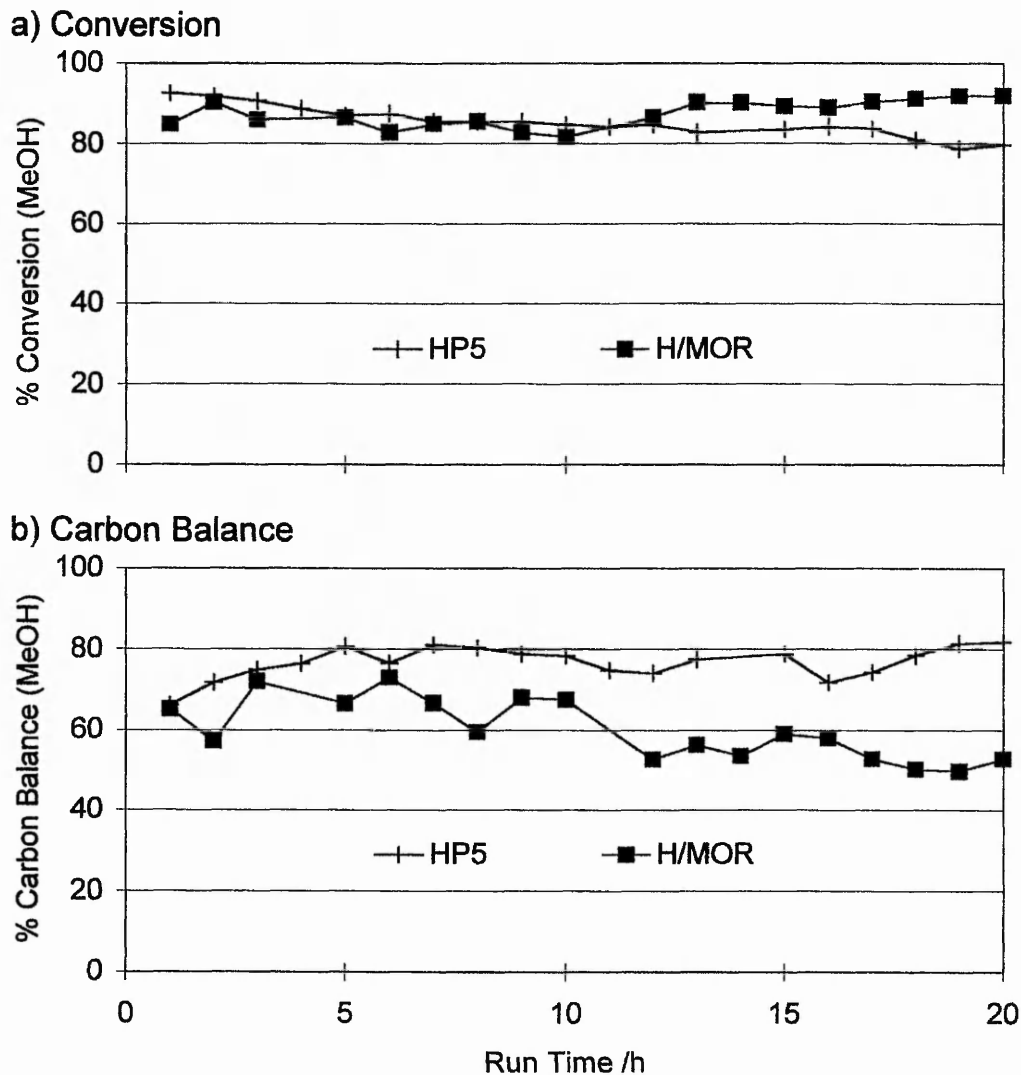 a) Conversion
% Conversion (MeOH)
100
80
60
40
20
0
HP5
H/MOR
b) Carbon Balance
% Carbon Balance (MeOH)
100
80
60
40
20
0
HP5
H/MOR
0 5 10 15 20
Run Time /h